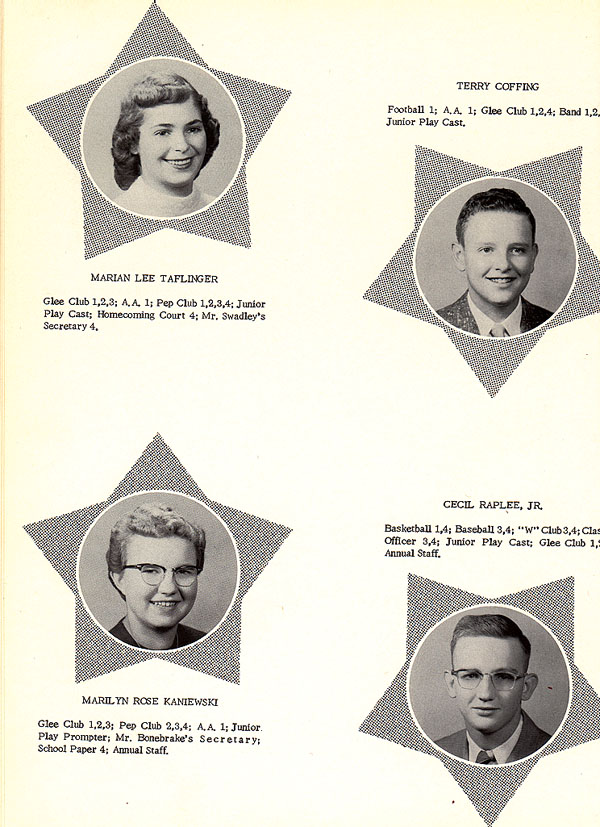 MARIAN LEE TAFLINGER
Glee Club 1,2,3; A.A. 1; Pep Club 1,2,3,4; Junior
Play Cast; Homecoming Court 4; Mr. Swadley's
Secretary 4.
TERRY COFFING
Football 1; A.A. 1; Glee Club 1,2,4; Band 1,2,
Junior Play Cast.
MARILYN ROSE KANIEWSKI
Glee Club 1,2,3; Pep Club 2,3,4; A.A. 1; Junior
Play Prompter; Mr. Bonebrake's Secretary;
School Paper 4; Annual Staff.
CECIL RAPLEE, JR.
Basketball 1,4; Baseball 3,4; "W" Club 3,4; Clas
Officer 3,4; Junior Play Cast; Glee Club 1,
Annual Staff.